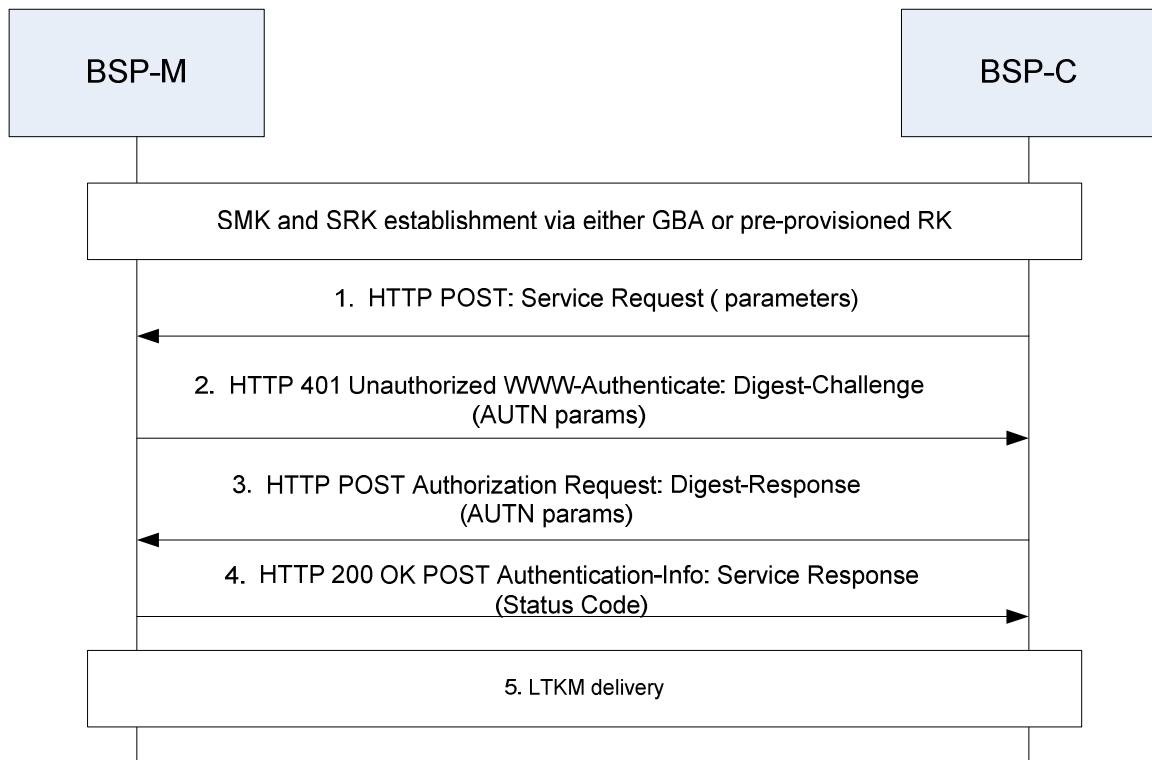 BSP-M
BSP-C
SMK and SRK establishment via either GBA or pre-provisioned RK
1. HTTP POST: Service Request ( parameters)
2. HTTP 401 Unauthorized WWW-Authenticate: Digest-Challenge
(AUTN params)
3. HTTP POST Authorization Request: Digest-Response
(AUTN params)
4. HTTP 200 OK POST Authentication-Info: Service Response
(Status Code)
5. LTKM delivery